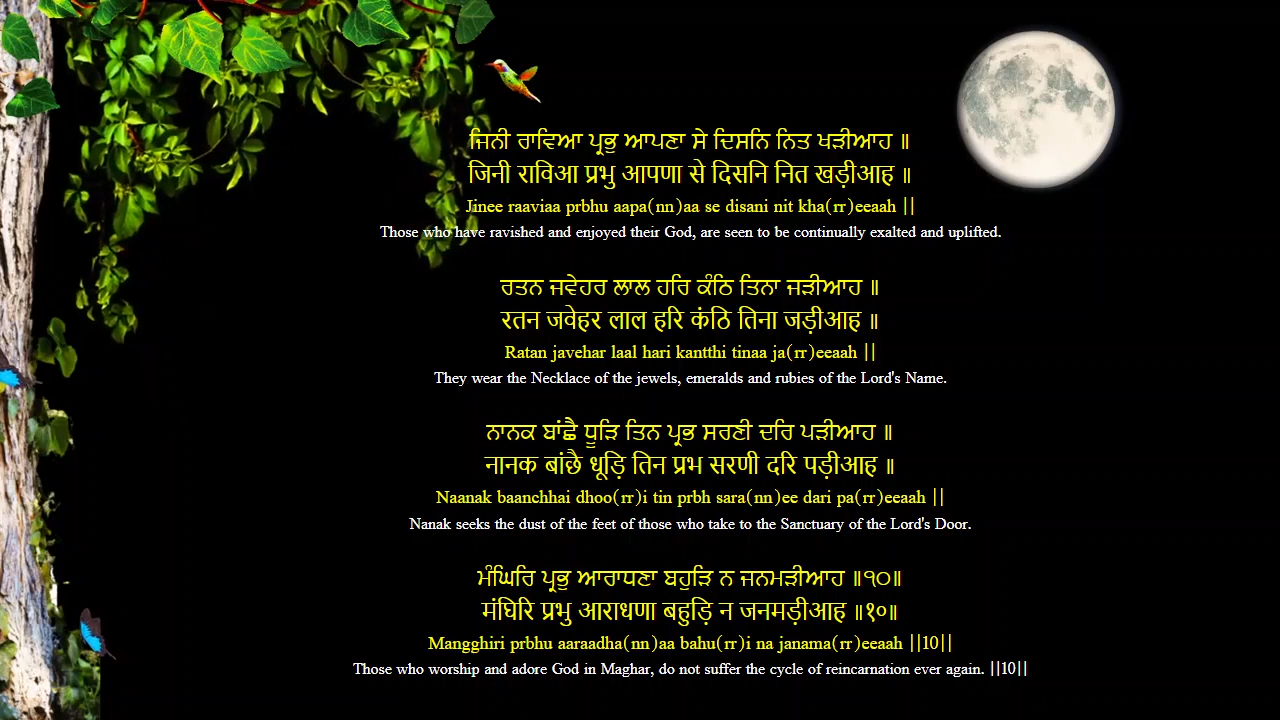 ਜਿਨੀ ਰਾਵਿਆ ਪ੍ਰਭੁ ਆਪਣਾ ਸੇ ਦਿਸਨਿ ਨਿਤ ਖੜੀਆਹ ॥
जिनी राविआ प्रभु आपणा से दिसनि नित खड़ीआह ॥
Jinee raaviaa prbhu aapa(nn)aa se disani nit kha(rr)eeaah ||
Those who have ravished and enjoyed their God, are seen to be continually exalted and uplifted.
ਰਤਨ ਜਵੇਹਰ ਲਾਲ ਹਰਿ ਕੰਠਿ ਤਿਨਾ ਜੜੀਆਹ ॥
रतन जवेहर लाल हरि कंठि तिना जड़ीआह ॥
Ratan javehar laal hari kantthi tinaa ja(rr)eeaah ||
They wear the Necklace of the jewels, emeralds and rubies of the Lord's Name.
ਨਾਨਕ ਬਾਂਛੈ ਧੂੜਿ ਤਿਨ ਪ੍ਰਭ ਸਰਣੀ ਦਰਿ ਪੜੀਆਹ ॥
नानक बांछै धूड़ि तिन प्रभ सरणी दरि पड़ीआह ॥
Naanak baanchhai dhoo(rr)i tin prbh sara(nn)ee dari pa(rr)eeaah ||
Nanak seeks the dust of the feet of those who take to the Sanctuary of the Lord's Door.
ਮੰਘਿਰਿ ਪ੍ਰਭੁ ਆਰਾਧਣਾ ਬਹੁੜਿ ਨ ਜਨਮੜੀਆਹ ॥੧੦॥
मंघिरि प्रभु आराधणा बहुड़ि न जनमड़ीआह ॥१०॥
Mangghiri prbhu aaraadha(nn)aa bahu(rr)i na janama(rr)eeaah ||10||
Those who worship and adore God in Maghar, do not suffer the cycle of reincarnation ever again. ||10||